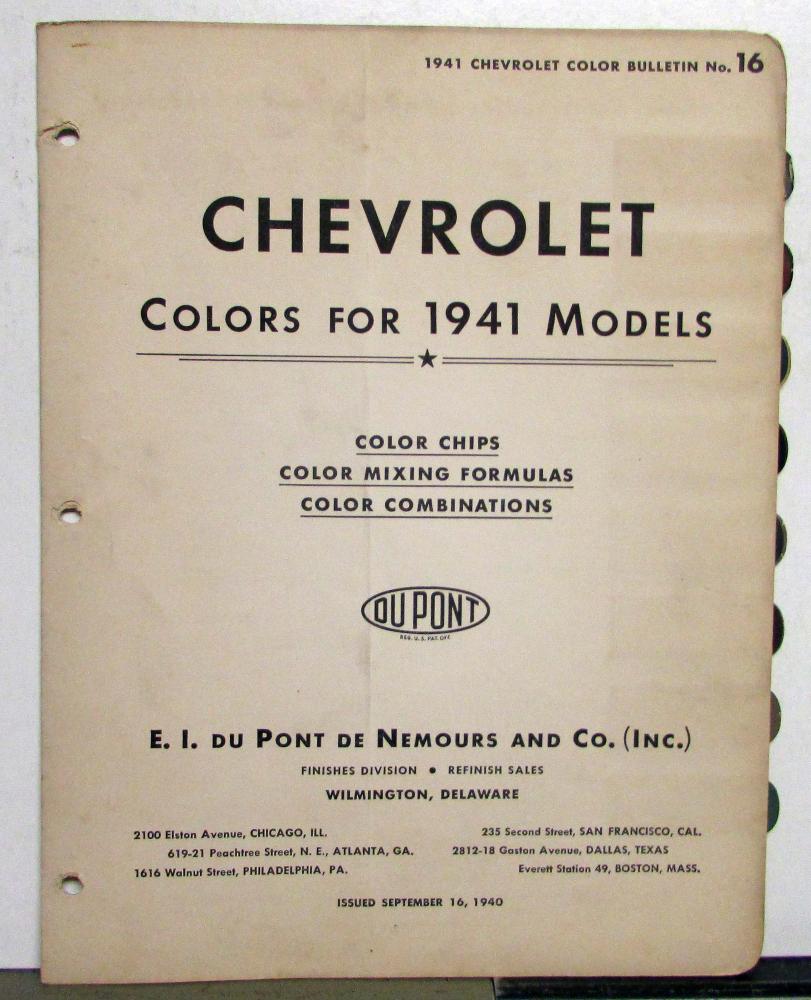 1941 CHEVROLET COLOR BULLETIN No. 16
CHEVROLET
COLORS FOR 1941 MODELS
COLOR CHIPS
COLOR MIXING FORMULAS
COLOR COMBINATIONS
DU PONT
REG. U.S. PAT. OFF.
E. I. DU PONT DE NEMOURS AND CO. (INC.)
FINISHES DIVISION • REFINISH SALES
WILMINGTON, DELAWARE
2100 Elston Avenue, CHICAGO, ILL. 235 Second Street, SAN FRANCISCO, CAL.
619-21 Peachtree Street, N. E., ATLANTA, GA. 2812-18 Gaston Avenue, DALLAS, TEXAS
1616 Walnut Street, PHILADELPHIA, PA. Everett Station 49, BOSTON, MASS.
ISSUED SEPTEMBER 16, 1940